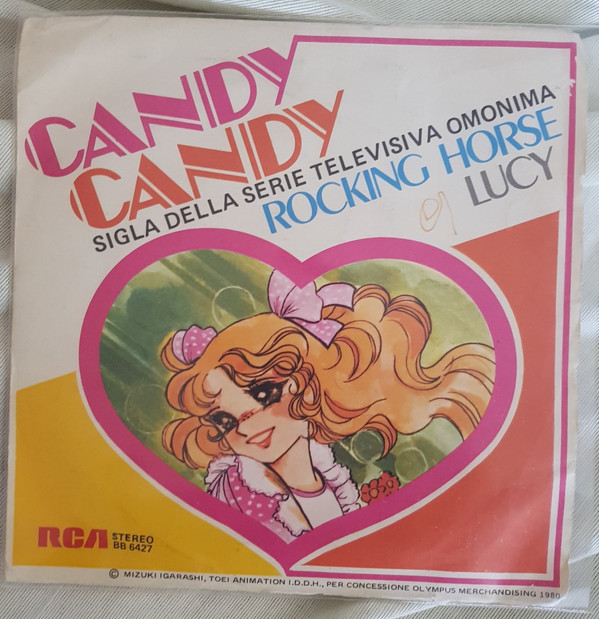 CANDY
CANDY
SIGLA DELLA SERIE TELEVISIVA OMONIMA
ROCKING HORSE
LUCY
RCA STEREO
BB 6427
© MIZUKI IGARASHI, TOEI ANIMATION I.D.D.H., PER CONCESSIONE OLYMPUS MERCHANDISING 1980